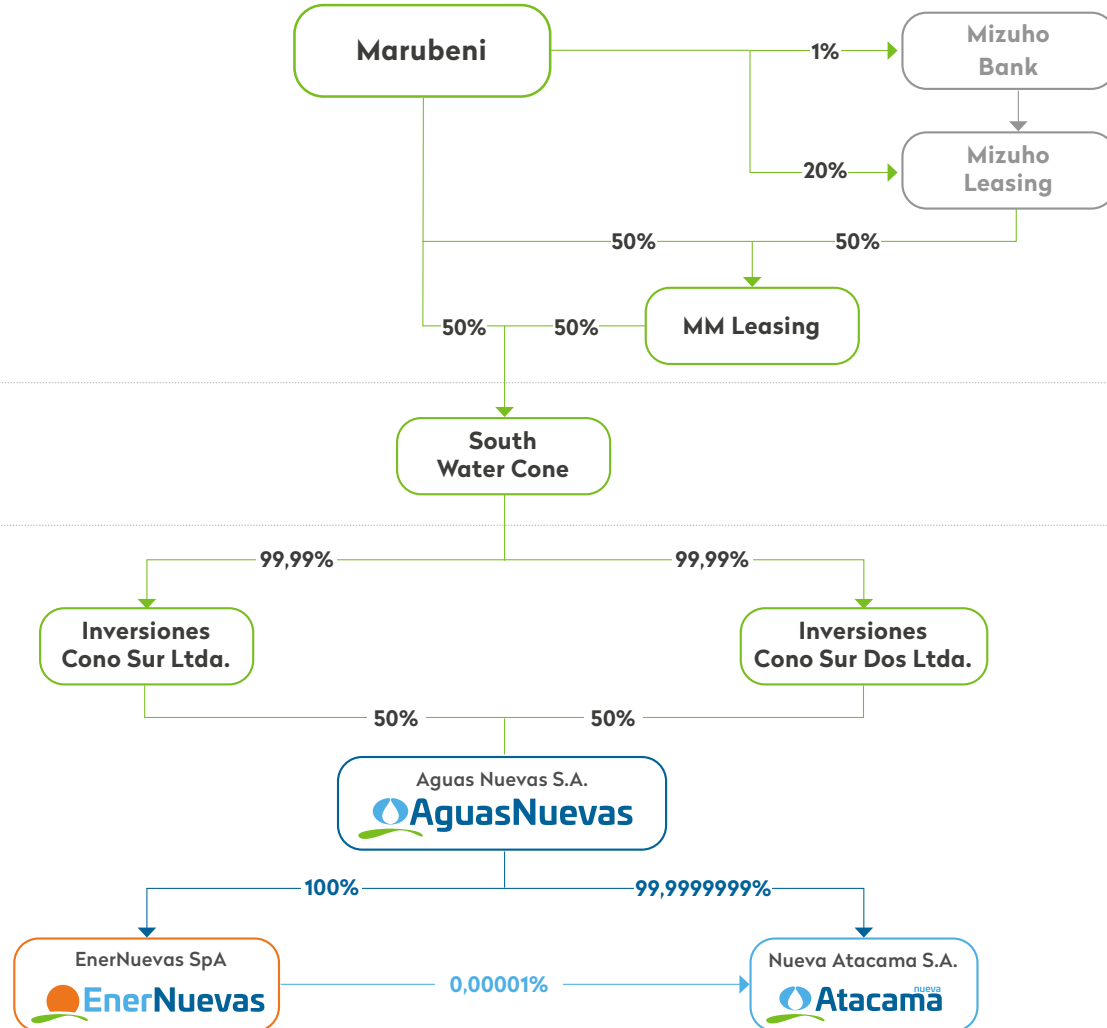 Marubeni
1%
Mizuho
Bank
20%
Mizuho
Leasing
50%
50%
50%
50%
MM Leasing
South
Water Cone
99,99%
99,99%
Inversiones
Cono Sur Ltda.
Inversiones
Cono Sur Dos Ltda.
50%
50%
Aguas Nuevas S.A.
AguasNuevas
100%
99,9999999%
EnerNuevas SpA
EnerNuevas
0,00001%
Nueva Atacama S.A.
nueva
Atacama